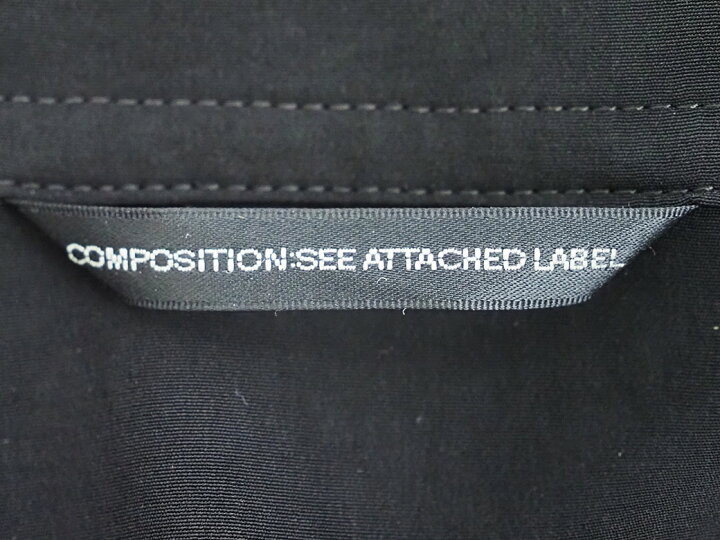 COMPOSITION:SEE ATTACHED LABEL